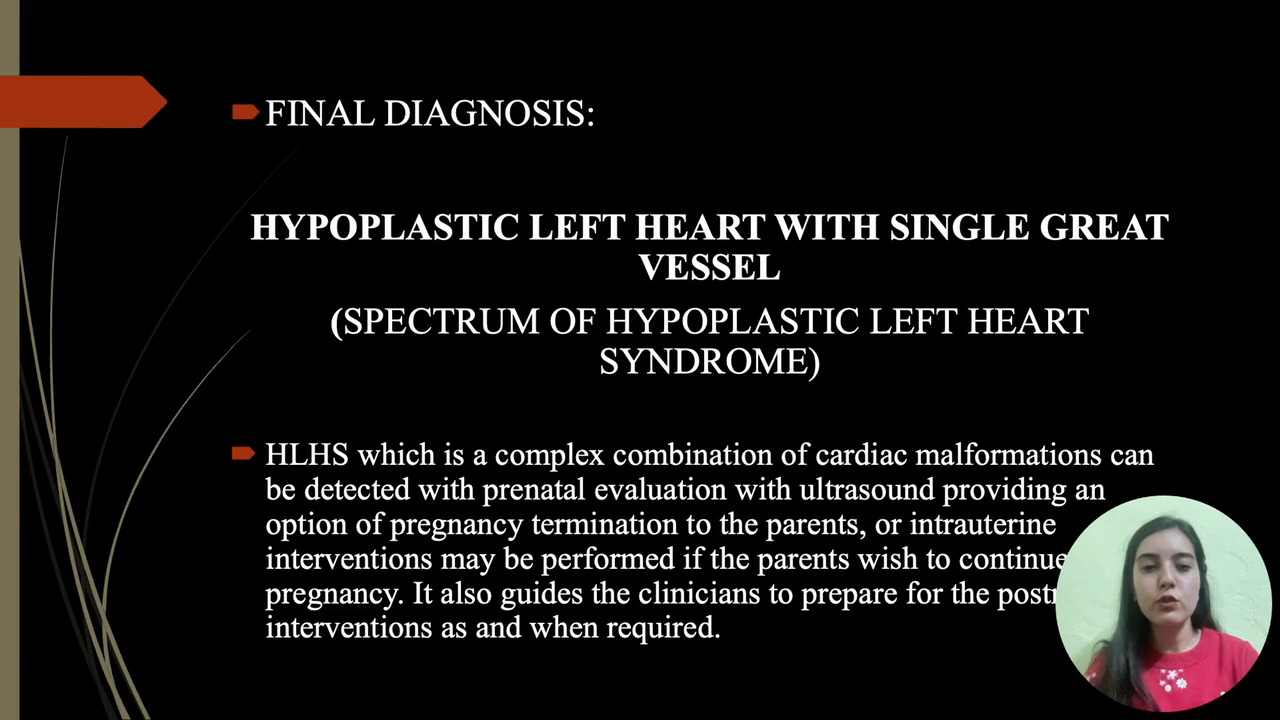 FINAL DIAGNOSIS:
HYPOPLASTIC LEFT HEART WITH SINGLE GREAT
VESSEL
(SPECTRUM OF HYPOPLASTIC LEFT HEART
SYNDROME)
HLHS which is a complex combination of cardiac malformations can
be detected with prenatal evaluation with ultrasound providing an
option of pregnancy termination to the parents, or intrauterine
interventions may be performed if the parents wish to continue
pregnancy. It also guides the clinicians to prepare for the
interventions as and when required.